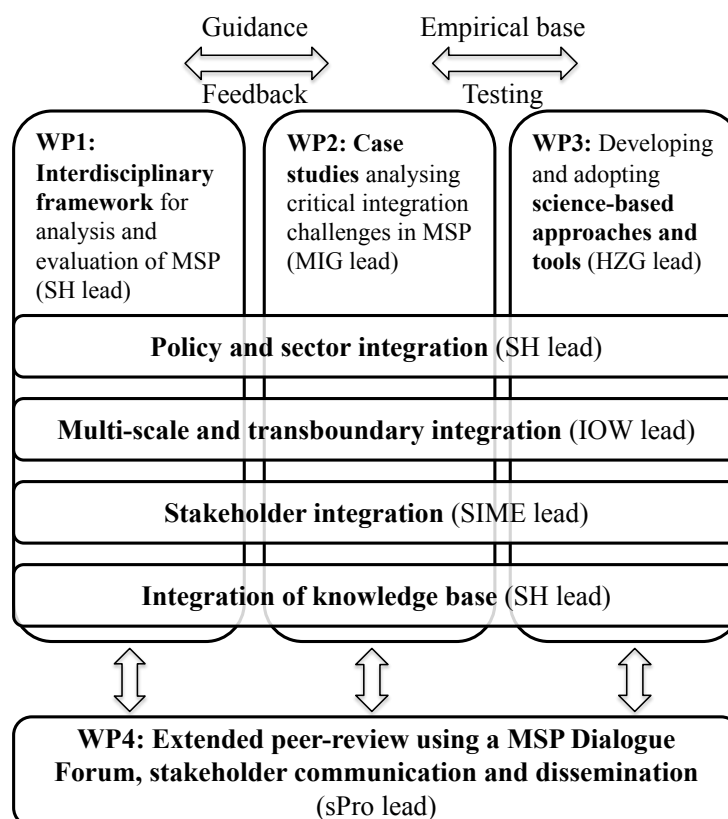 Guidance
Empirical base
Feedback
Testing
WP1:
Interdisciplinary
framework for
analysis and
evaluation of MSP
(SH lead)
WP2: Case
studies analysing
critical integration
challenges in MSP
(MIG lead)
WP3: Developing
and adopting
science-based
approaches and
tools (HZG lead)
Policy and sector integration (SH lead)
Multi-scale and transboundary integration (IOW lead)
Stakeholder integration (SIME lead)
Integration of knowledge base (SH lead)
WP4: Extended peer-review using a MSP Dialogue
Forum, stakeholder communication and dissemination
(sPro lead)